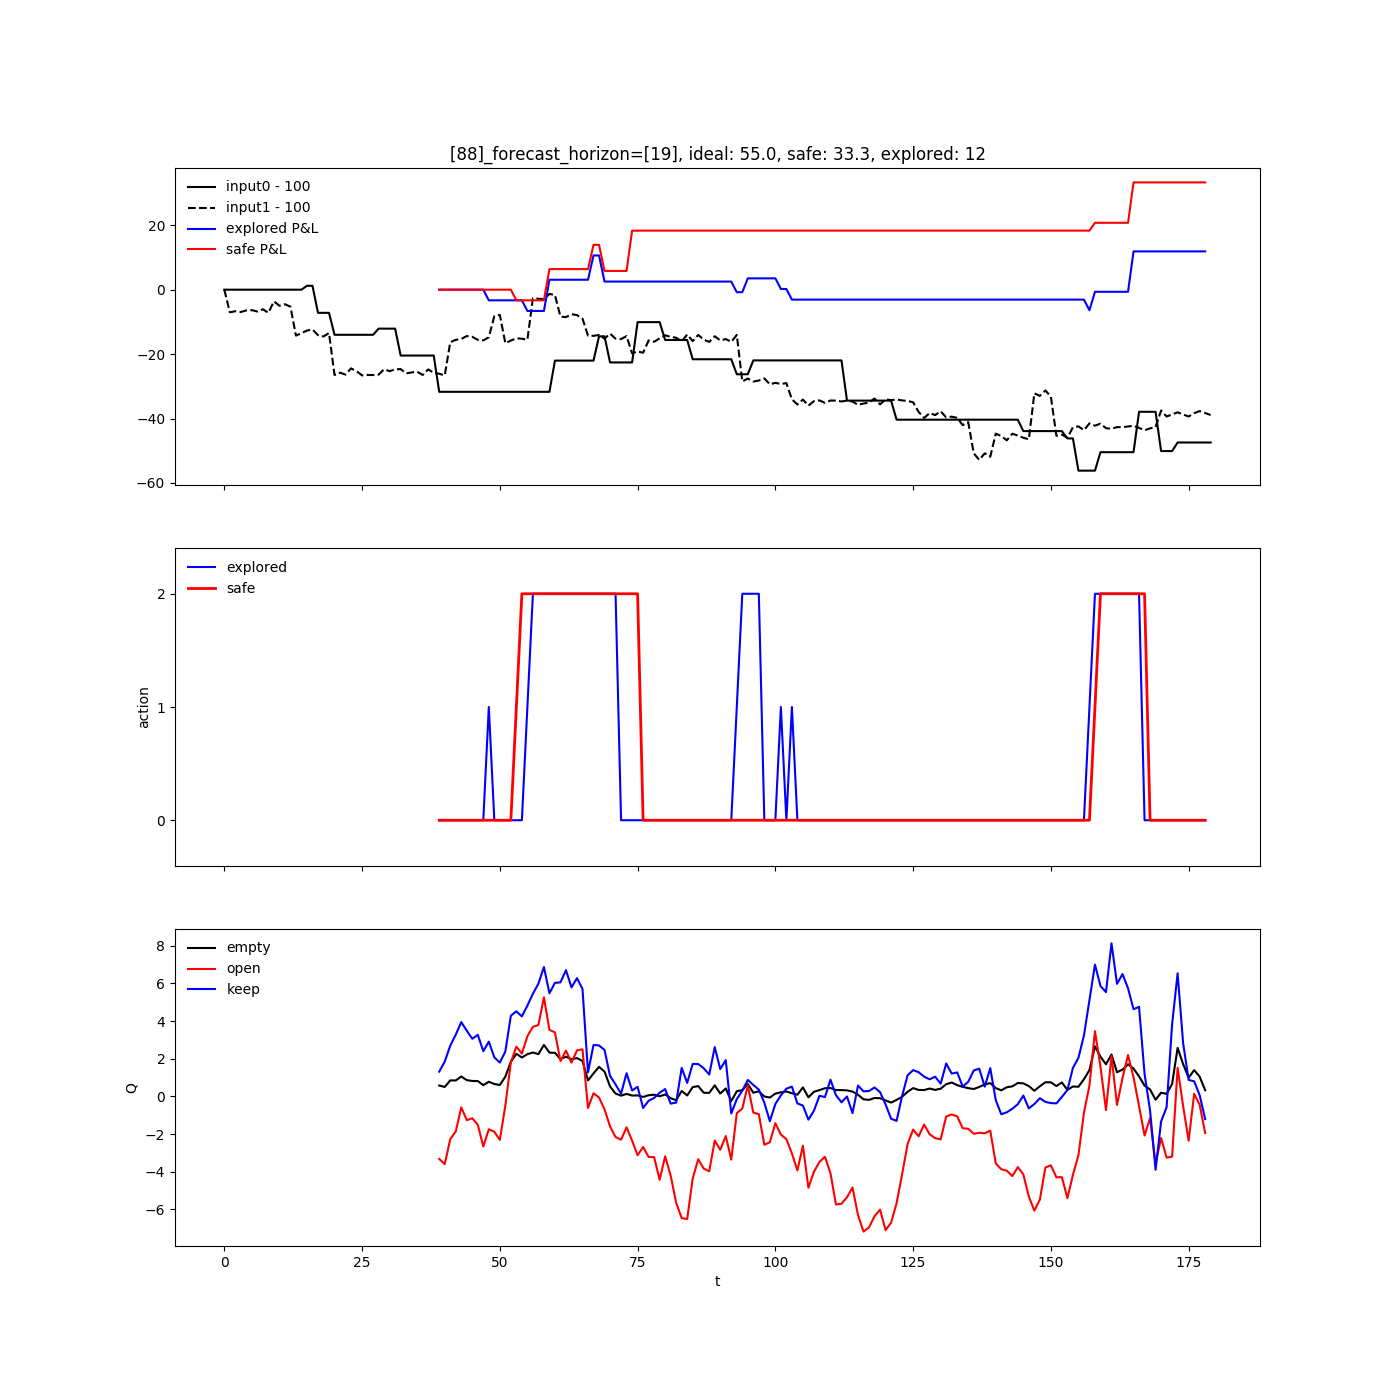 [88]_forecast_horizon=[19], ideal: 55.0, safe: 33.3, explored: 12
input0 - 100
input1 - 100
explored P&L
safe P&L
20
0
−20
−40
−60
explored
safe
2
1
0
action
empty
open
keep
8
6
4
2
0
−2
−4
−6
Q
0 25 50 75 100 125 150 175
t